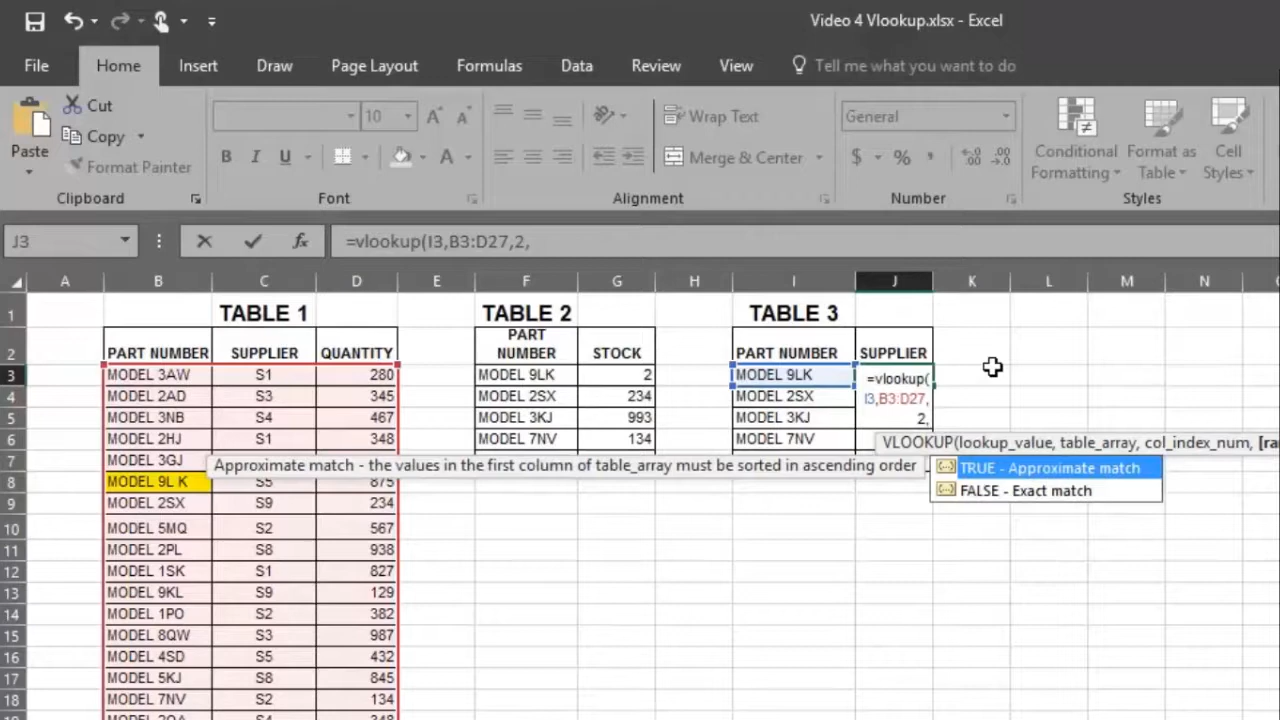 Video 4 Vlookup.xlsx - Excel
File Home Insert Draw Page Layout Formulas Data Review View Tell me what you want to do
Cut
Copy
Format Painter
Paste
10
B I U
Wrap Text
Merge & Center
General
$ % ,
Conditional Formatting
Format as Table
Cell Styles
Clipboard Font Alignment Number Styles
J3 fx =vlookup(I3,B3:D27,2,
A B C D E F G H I J K L M N
1 TABLE 1 TABLE 2 TABLE 3
2 PART NUMBER SUPPLIER QUANTITY PART NUMBER STOCK PART NUMBER SUPPLIER
3 MODEL 3AW S1 280 MODEL 9LK 2 MODEL 9LK =vlookup(
4 MODEL 2AD S3 345 MODEL 2SX 234 MODEL 2SX I3,B3:D27,
5 MODEL 3NB S4 467 MODEL 3KJ 993 MODEL 3KJ 2,
6 MODEL 2HJ S1 348 MODEL 7NV 134 MODEL 7NV
VLOOKUP(lookup_value, table_array, col_index_num,
7 MODEL 3GJ
Approximate match - the values in the first column of table_array must be sorted in ascending order
TRUE - Approximate match
FALSE - Exact match
8 MODEL 9L K S5 875
9 MODEL 2SX S9 234
10 MODEL 5MQ S2 567
11 MODEL 2PL S8 938
12 MODEL 1SK S1 827
13 MODEL 9KL S9 129
14 MODEL 1PO S2 382
15 MODEL 8QW S3 987
16 MODEL 4SD S5 432
17 MODEL 5KJ S8 845
18 MODEL 7NV S2 134